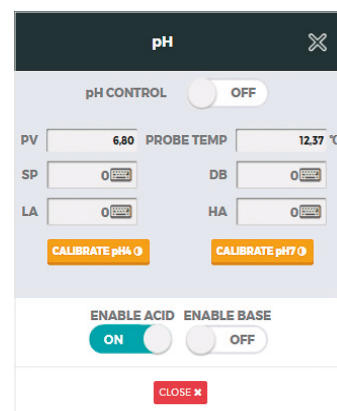 pH
pH CONTROL OFF
PV 6,80 PROBE TEMP 12,37 °C
SP 0 DB 0
LA 0 HA 0
CALIBRATE pH4 CALIBRATE pH7
ENABLE ACID ENABLE BASE
ON OFF
CLOSE ✖